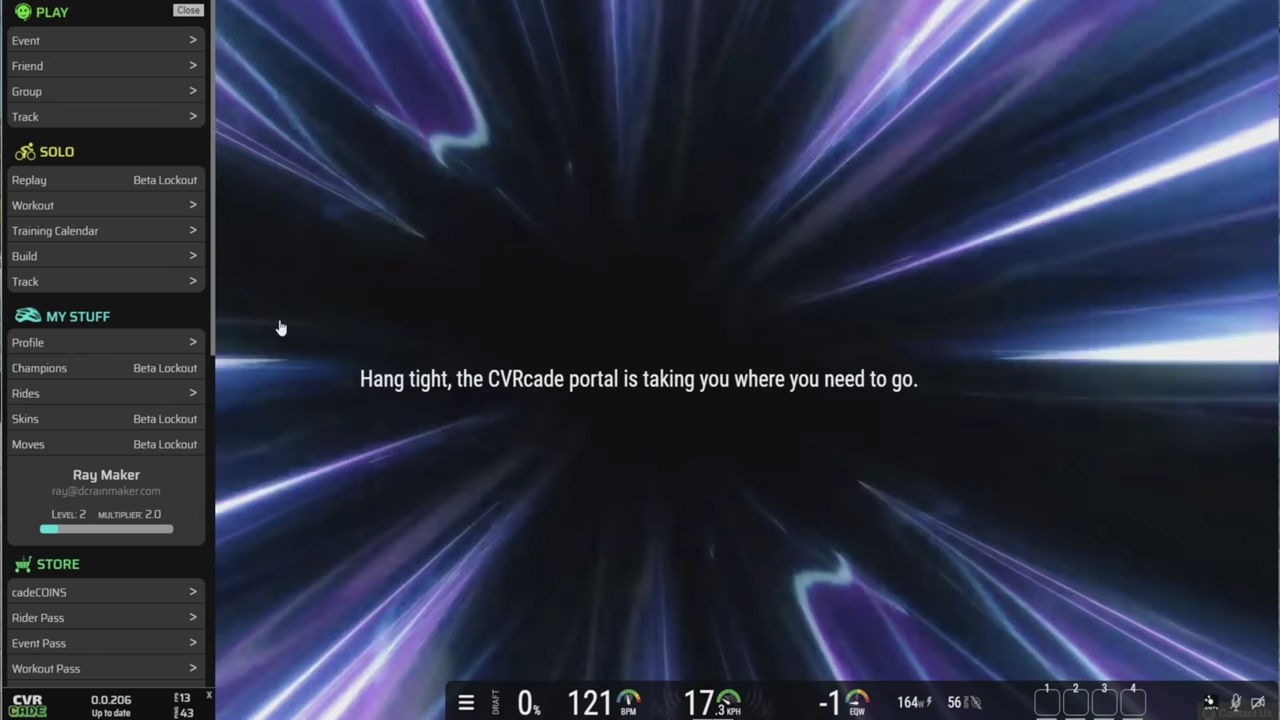 PLAY
Close
Event >
Friend >
Group >
Track >
SOLO
Replay Beta Lockout
Workout >
Training Calendar >
Build >
Track >
MY STUFF
Profile >
Champions Beta Lockout
Rides >
Skins Beta Lockout
Moves Beta Lockout
Ray Maker
ray@dcrainmaker.com
LEVEL: 2 MULTIPLIER: 2.0
STORE
cadeCOINS >
Rider Pass >
Event Pass >
Workout Pass >
Hang tight, the CVRcade portal is taking you where you need to go.
CVR
CADE
0.0.206
Up to date
13
43
x
DRAFT
0%
121 BPM
17.3 KPH
-1 EQW
164w
56
1 2 3 4
ANT+